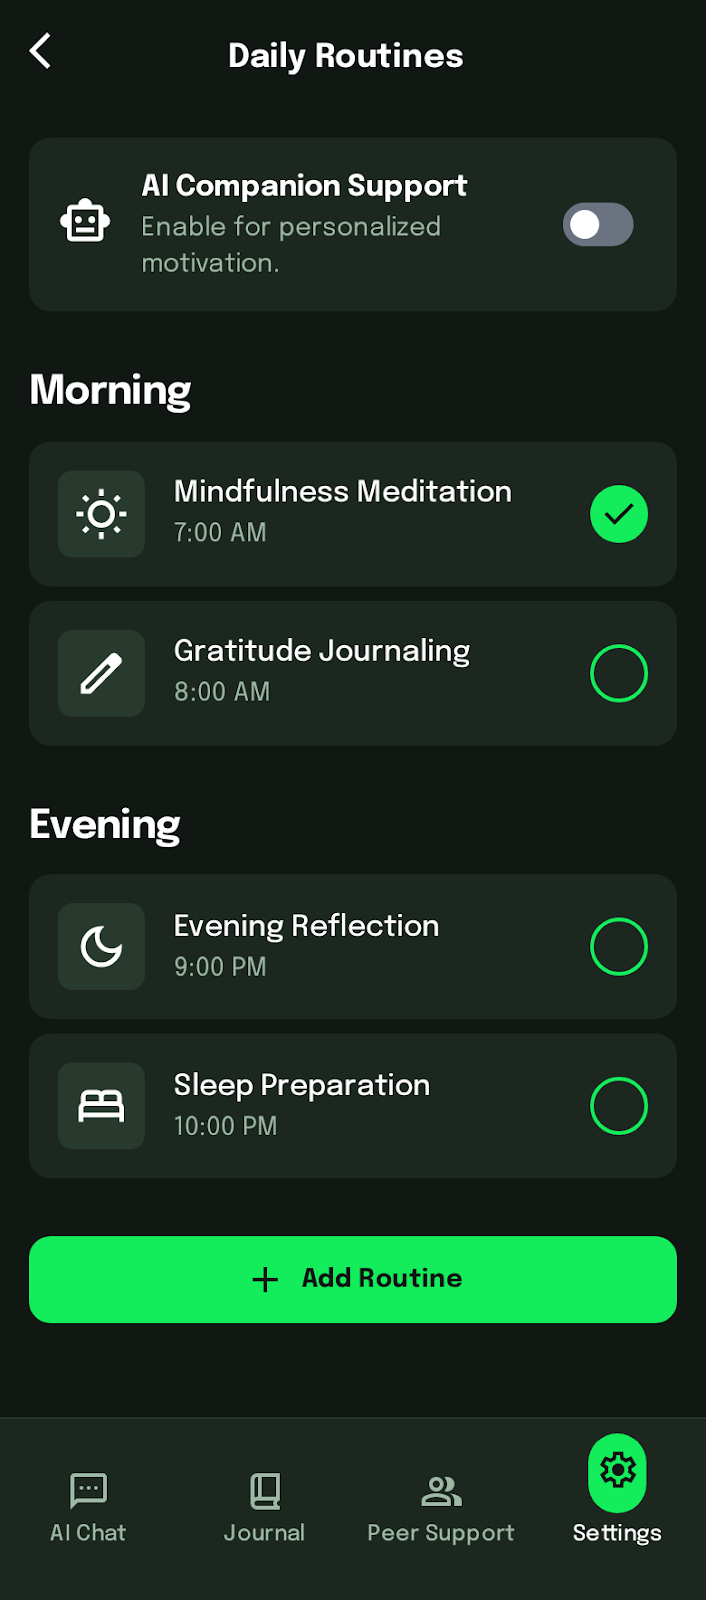 Daily Routines
AI Companion Support
Enable for personalized
motivation.
Morning
Mindfulness Meditation
7:00 AM
Gratitude Journaling
8:00 AM
Evening
Evening Reflection
9:00 PM
Sleep Preparation
10:00 PM
Add Routine
AI Chat
Journal
Peer Support
Settings